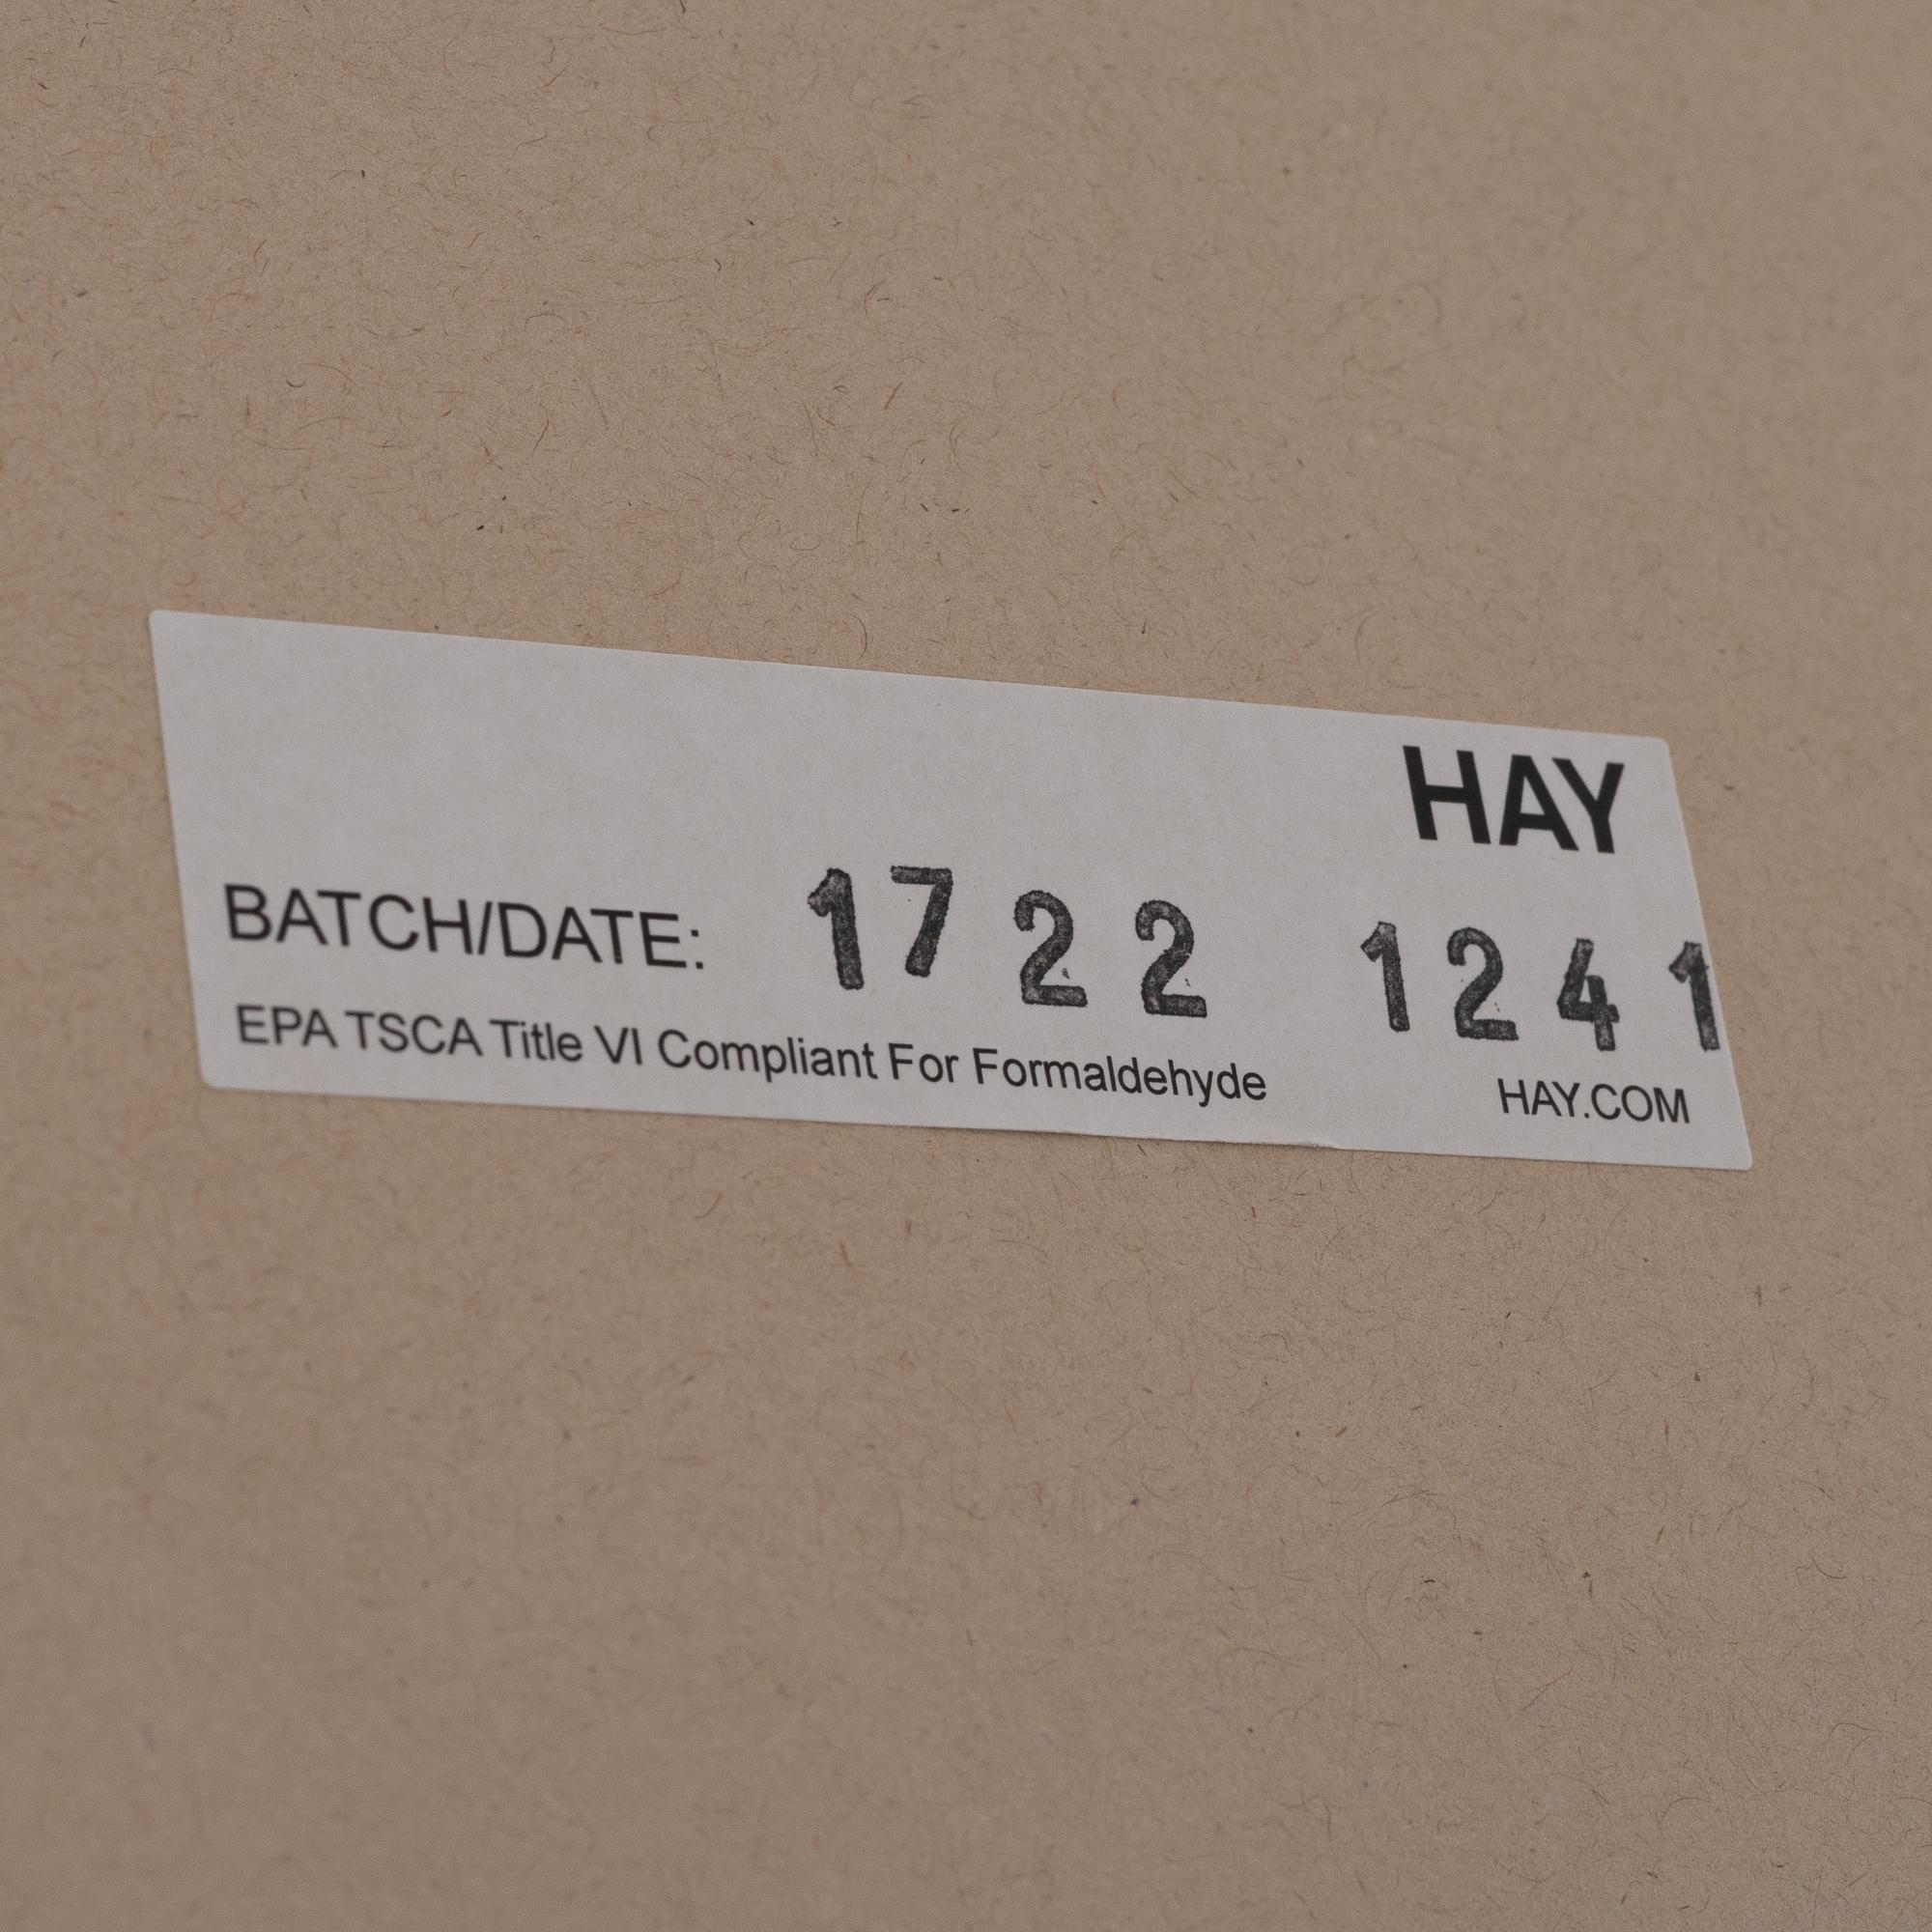 HAY
BATCH/DATE: 1722 1241
EPA TSCA Title VI Compliant For Formaldehyde
HAY.COM